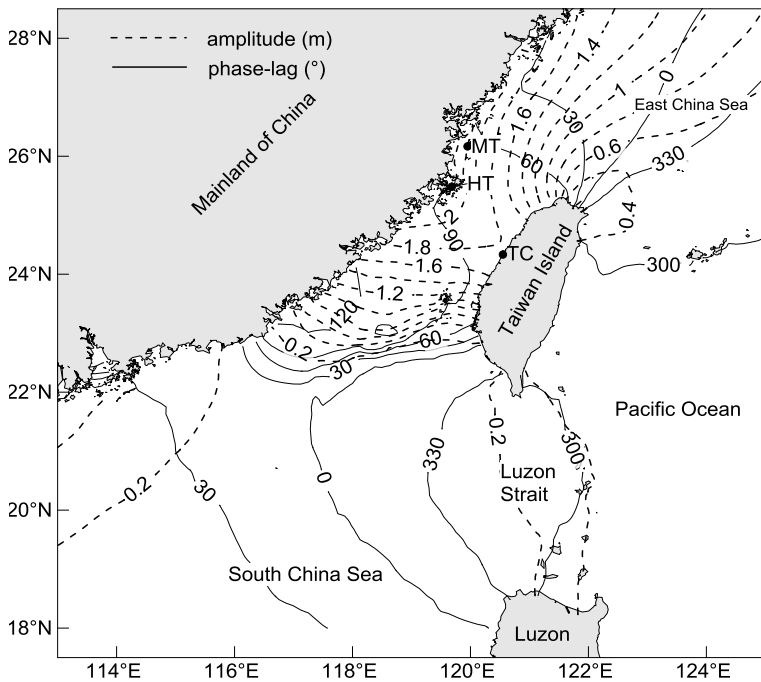 28°N
26°N
24°N
22°N
20°N
18°N
amplitude (m)
phase-lag (°)
Mainland of China
1.4
0
1
East China Sea
1.6
30
MT
60
0.6
330
HT
2
90
0.4
1.8
TC
1.6
300
Taiwan Island
1.2
120
0.2
60
30
Pacific Ocean
0.2
300
330
0
Luzon
Strait
0.2
30
South China Sea
Luzon
114°E
116°E
118°E
120°E
122°E
124°E